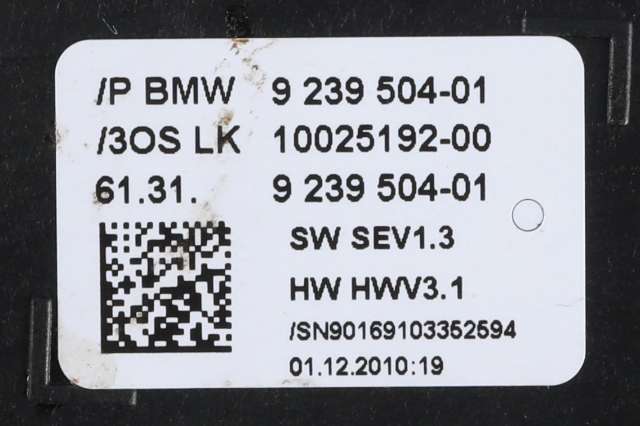 /P BMW 9 239 504-01
/3OS LK 10025192-00
61.31. 9 239 504-01
SW SEV1.3
HW HWV3.1
/SN90169103352594
01.12.2010:19